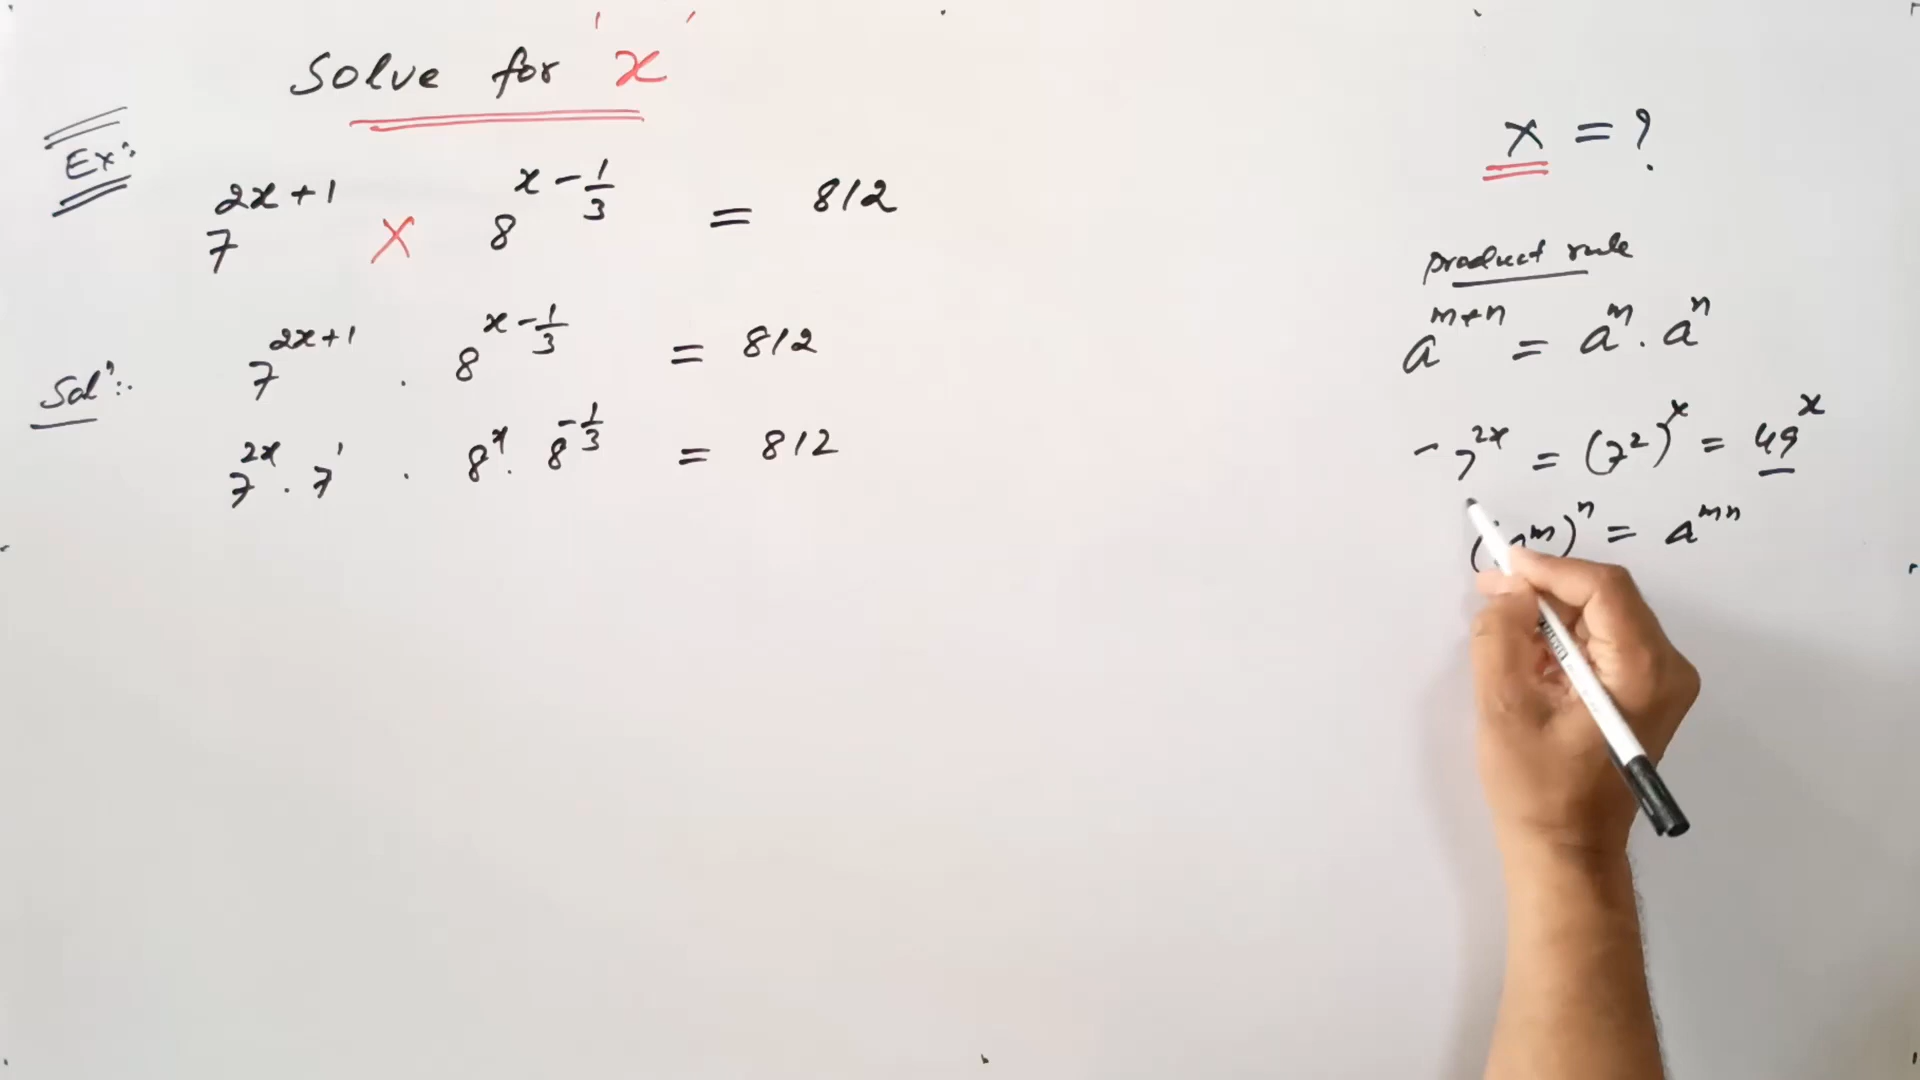 Solve for 'x'
Ex:
7^(2x+1) X 8^(x-1/3) = 812
Sol^n:
7^(2x+1) . 8^(x-1/3) = 812
7^(2x) . 7^1 . 8^x . 8^(-1/3) = 812
x = ?
product rule
a^(m+n) = a^m . a^n
- 7^(2x) = (7^2)^x = 49^x
(a^m)^n = a^(mn)